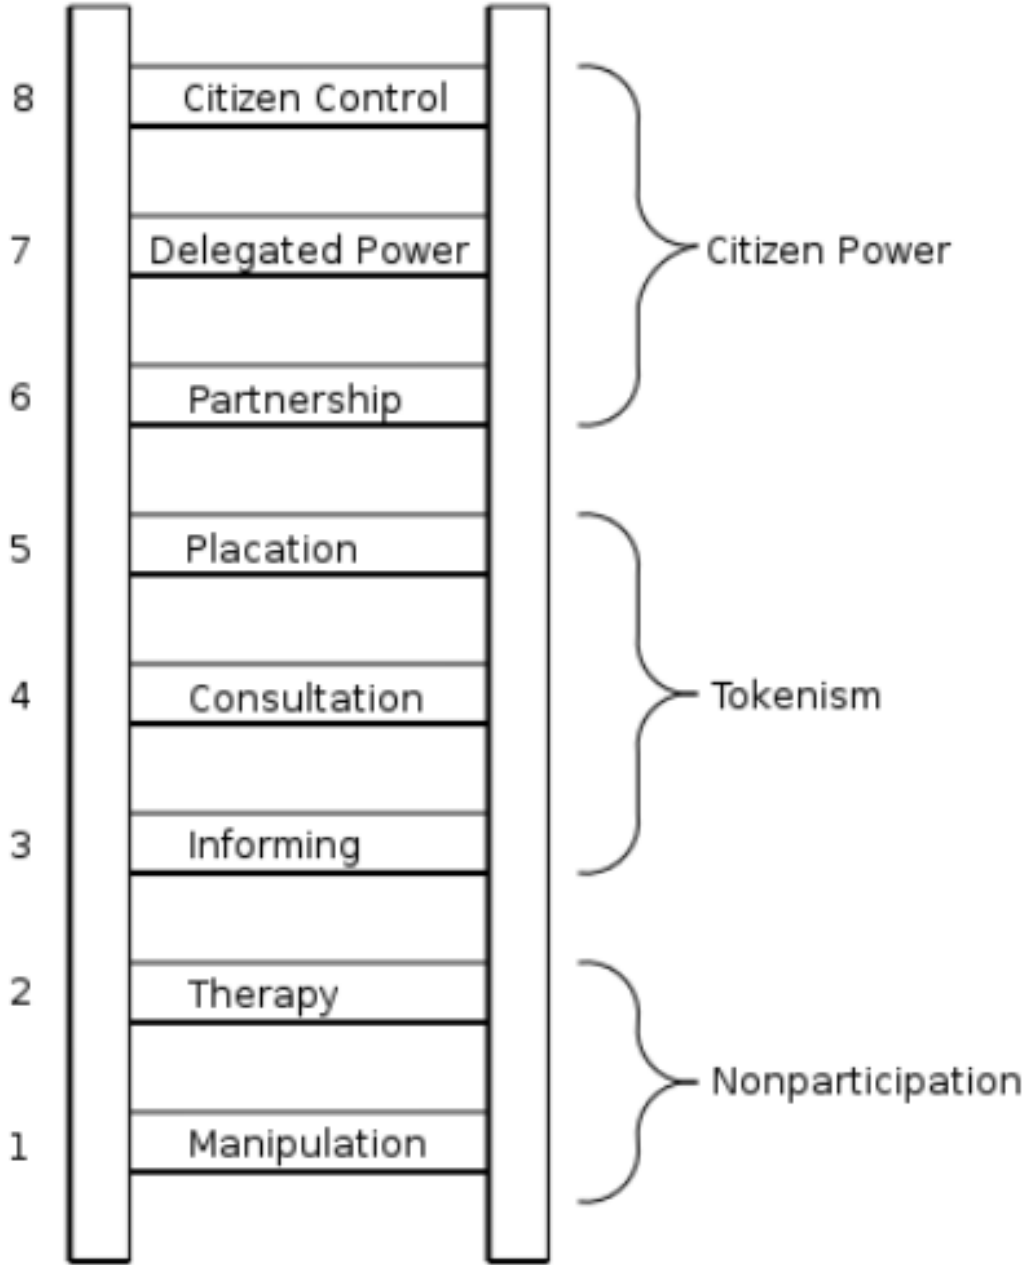 8 Citizen Control
7 Delegated Power
Citizen Power
6 Partnership
5 Placation
4 Consultation
Tokenism
3 Informing
2 Therapy
Nonparticipation
1 Manipulation